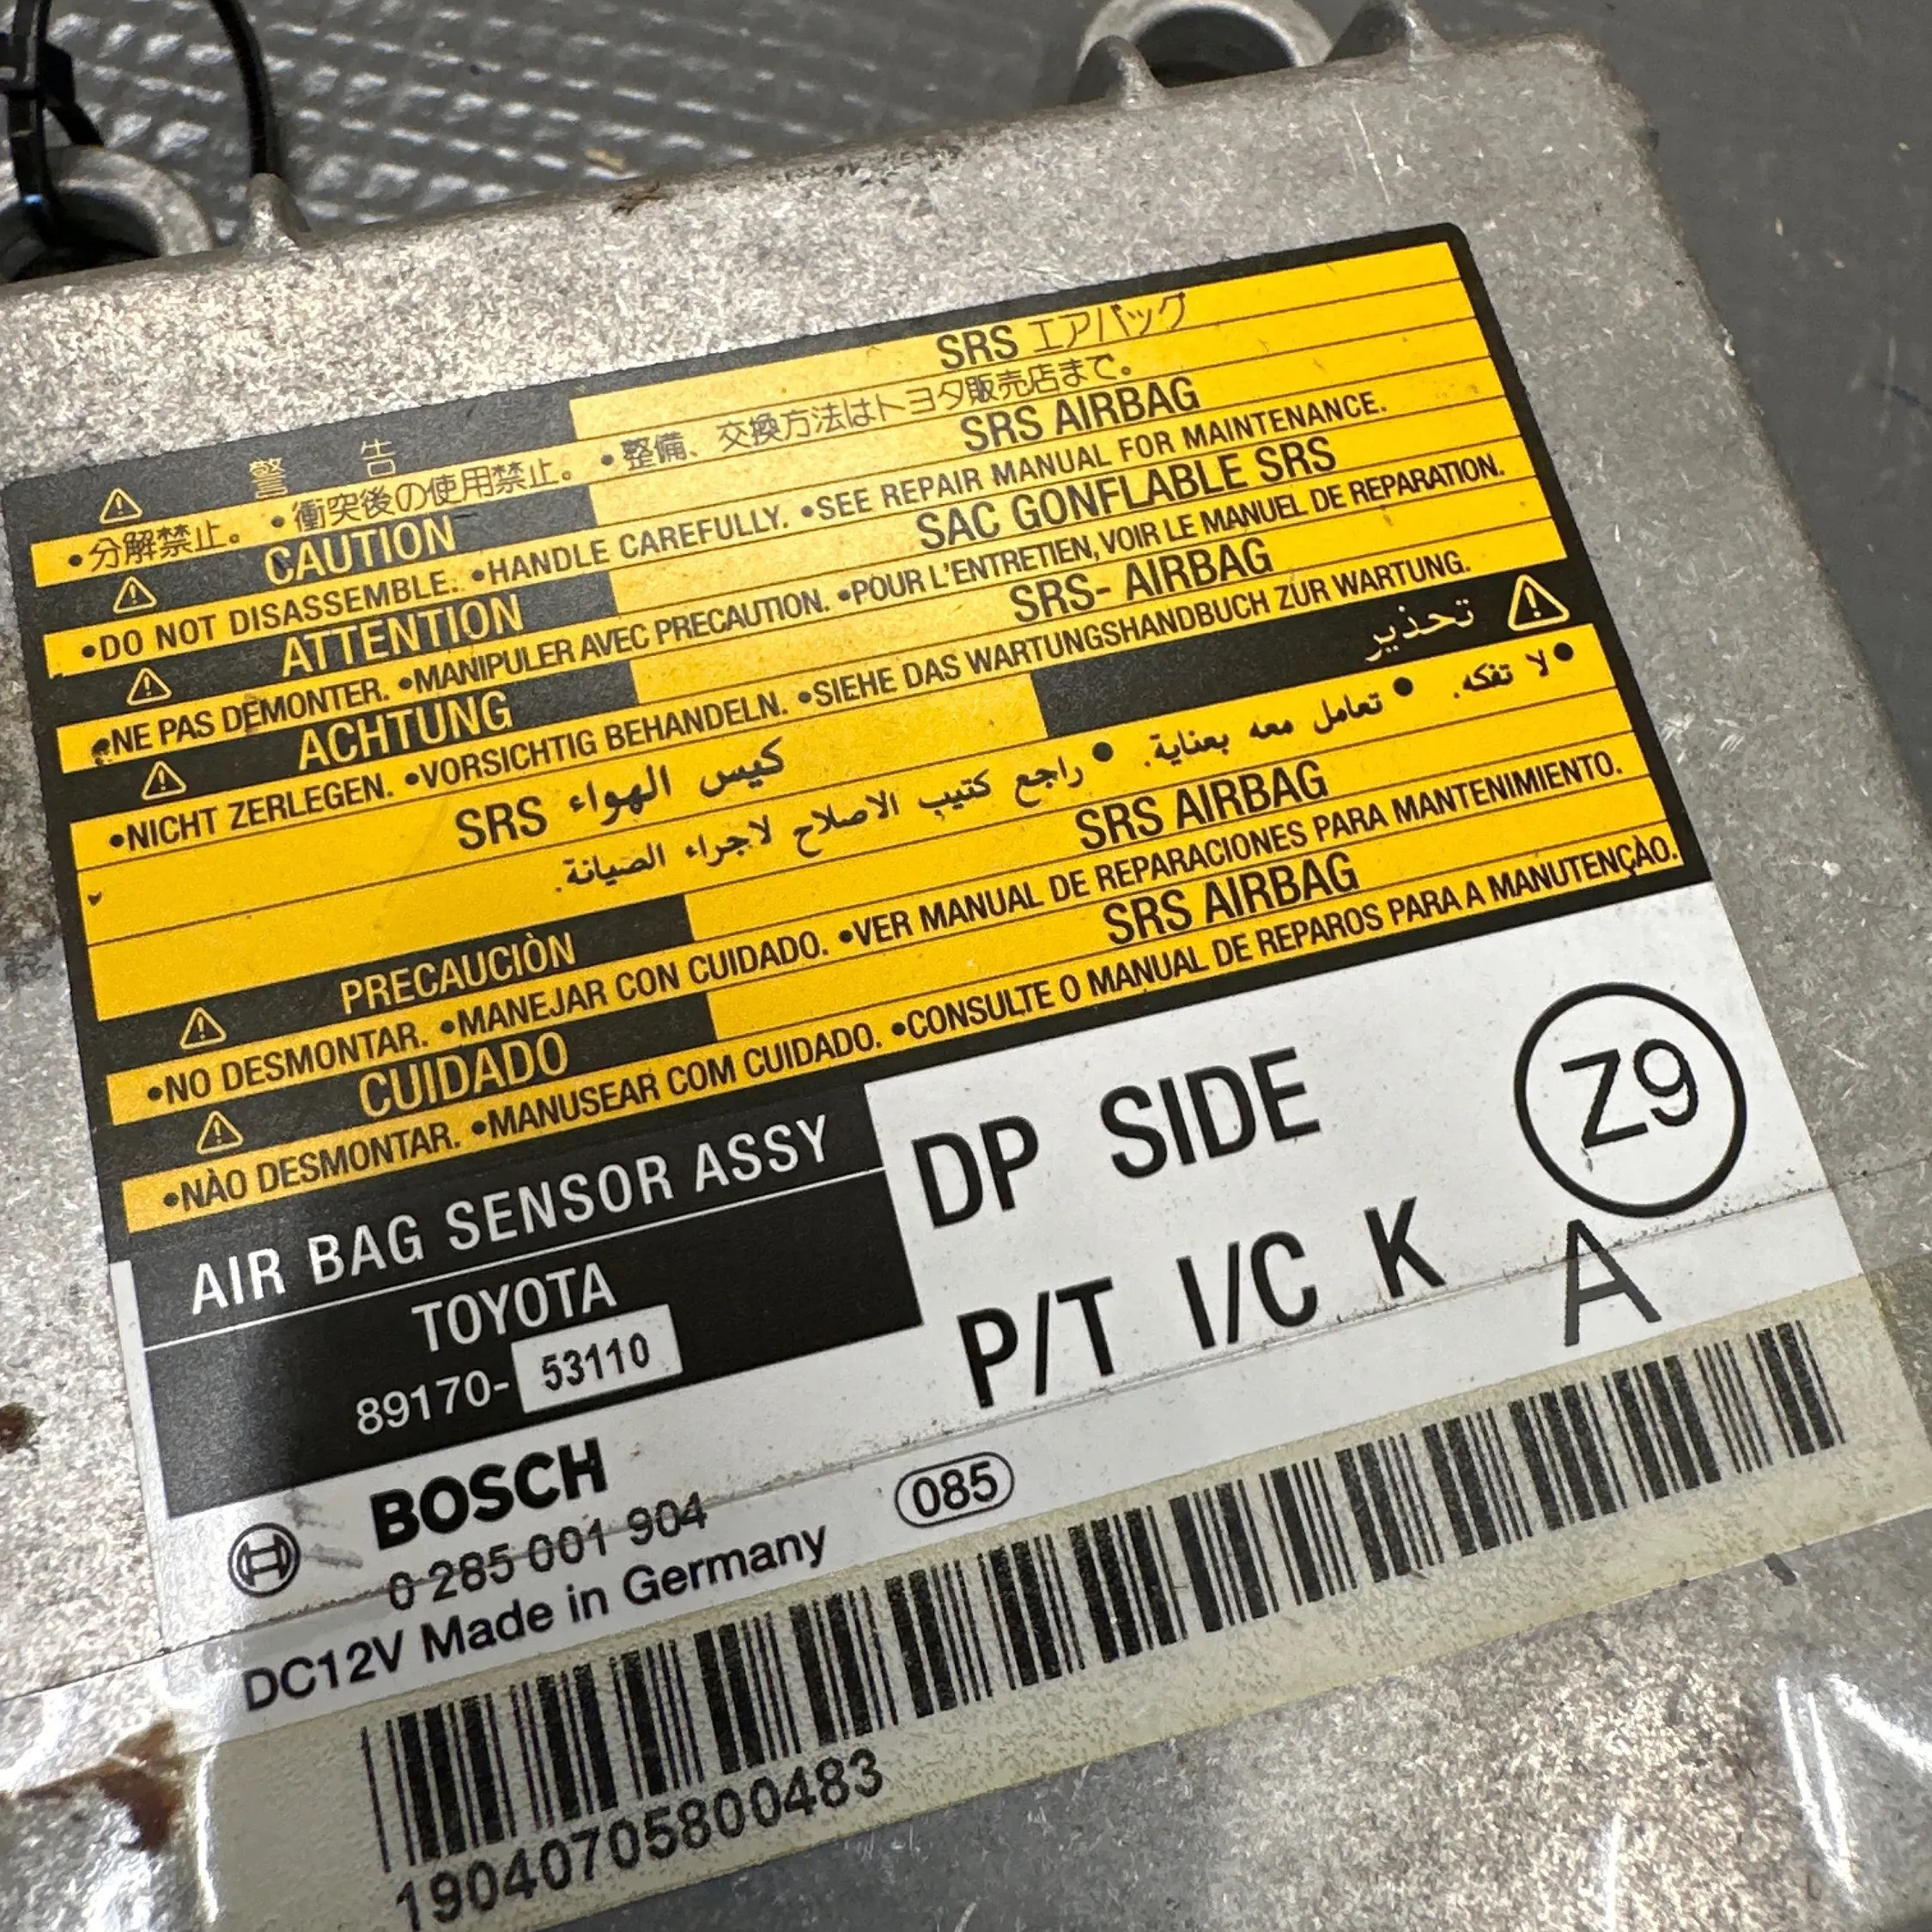 ⚠ 警告 SRS エアバッグ
•分解禁止。 •衝突後の使用禁止。 •整備、交換方法はトヨタ販売店まで。
⚠ CAUTION SRS AIRBAG
•DO NOT DISASSEMBLE. •HANDLE CAREFULLY. •SEE REPAIR MANUAL FOR MAINTENANCE.
⚠ ATTENTION SAC GONFLABLE SRS
•NE PAS DEMONTER. •MANIPULER AVEC PRECAUTION. •POUR L'ENTRETIEN, VOIR LE MANUEL DE REPARATION.
⚠ ACHTUNG SRS- AIRBAG
•NICHT ZERLEGEN. •VORSICHTIG BEHANDELN. •SIEHE DAS WARTUNGSHANDBUCH ZUR WARTUNG.
⚠ تحذير كيس الهواء SRS
• لا تفكه. • تعامل معه بعناية. • راجع كتيب الاصلاح لاجراء الصيانة.
⚠ PRECAUCIÒN SRS AIRBAG
•NO DESMONTAR. •MANEJAR CON CUIDADO. •VER MANUAL DE REPARACIONES PARA MANTENIMIENTO.
⚠ CUIDADO SRS AIRBAG
•NÀO DESMONTAR. •MANUSEAR COM CUIDADO. •CONSULTE O MANUAL DE REPAROS PARA A MANUTENÇÀO.
AIR BAG SENSOR ASSY
TOYOTA
89170-53110
DP SIDE Z9
P/T I/C K A
BOSCH
0 285 001 904
DC12V Made in Germany 085
19040705800483